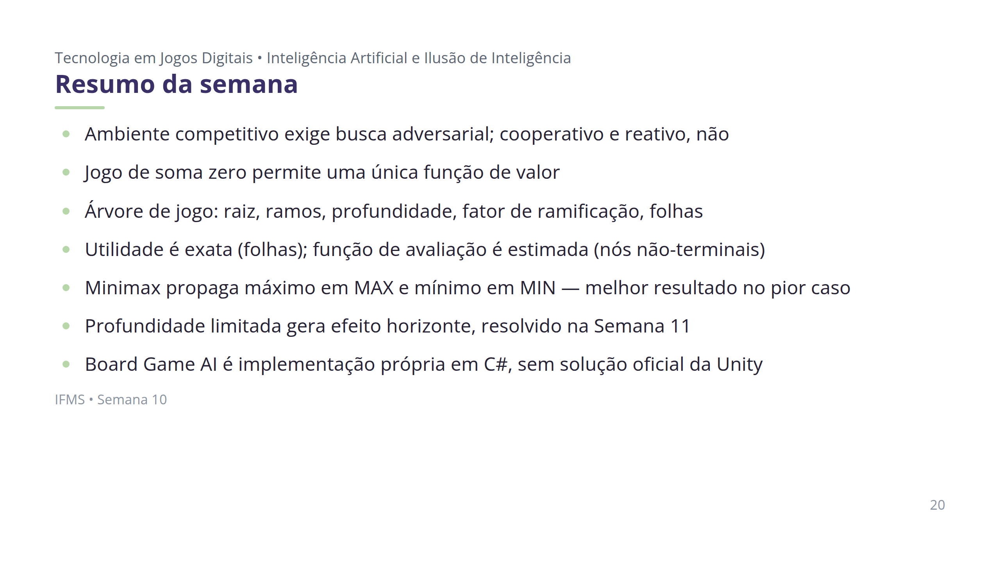 Tecnologia em Jogos Digitais • Inteligência Artificial e Ilusão de Inteligência
Resumo da semana
• Ambiente competitivo exige busca adversarial; cooperativo e reativo, não
• Jogo de soma zero permite uma única função de valor
• Árvore de jogo: raiz, ramos, profundidade, fator de ramificação, folhas
• Utilidade é exata (folhas); função de avaliação é estimada (nós não-terminais)
• Minimax propaga máximo em MAX e mínimo em MIN — melhor resultado no pior caso
• Profundidade limitada gera efeito horizonte, resolvido na Semana 11
• Board Game AI é implementação própria em C#, sem solução oficial da Unity
IFMS • Semana 10
20